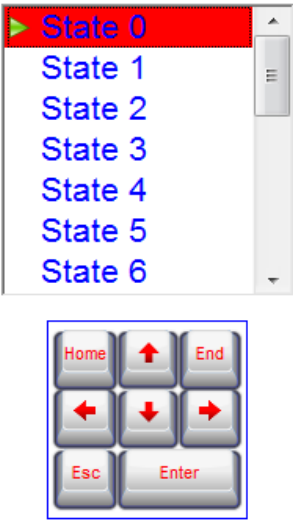 State 0
State 1
State 2
State 3
State 4
State 5
State 6
Home End
Esc Enter